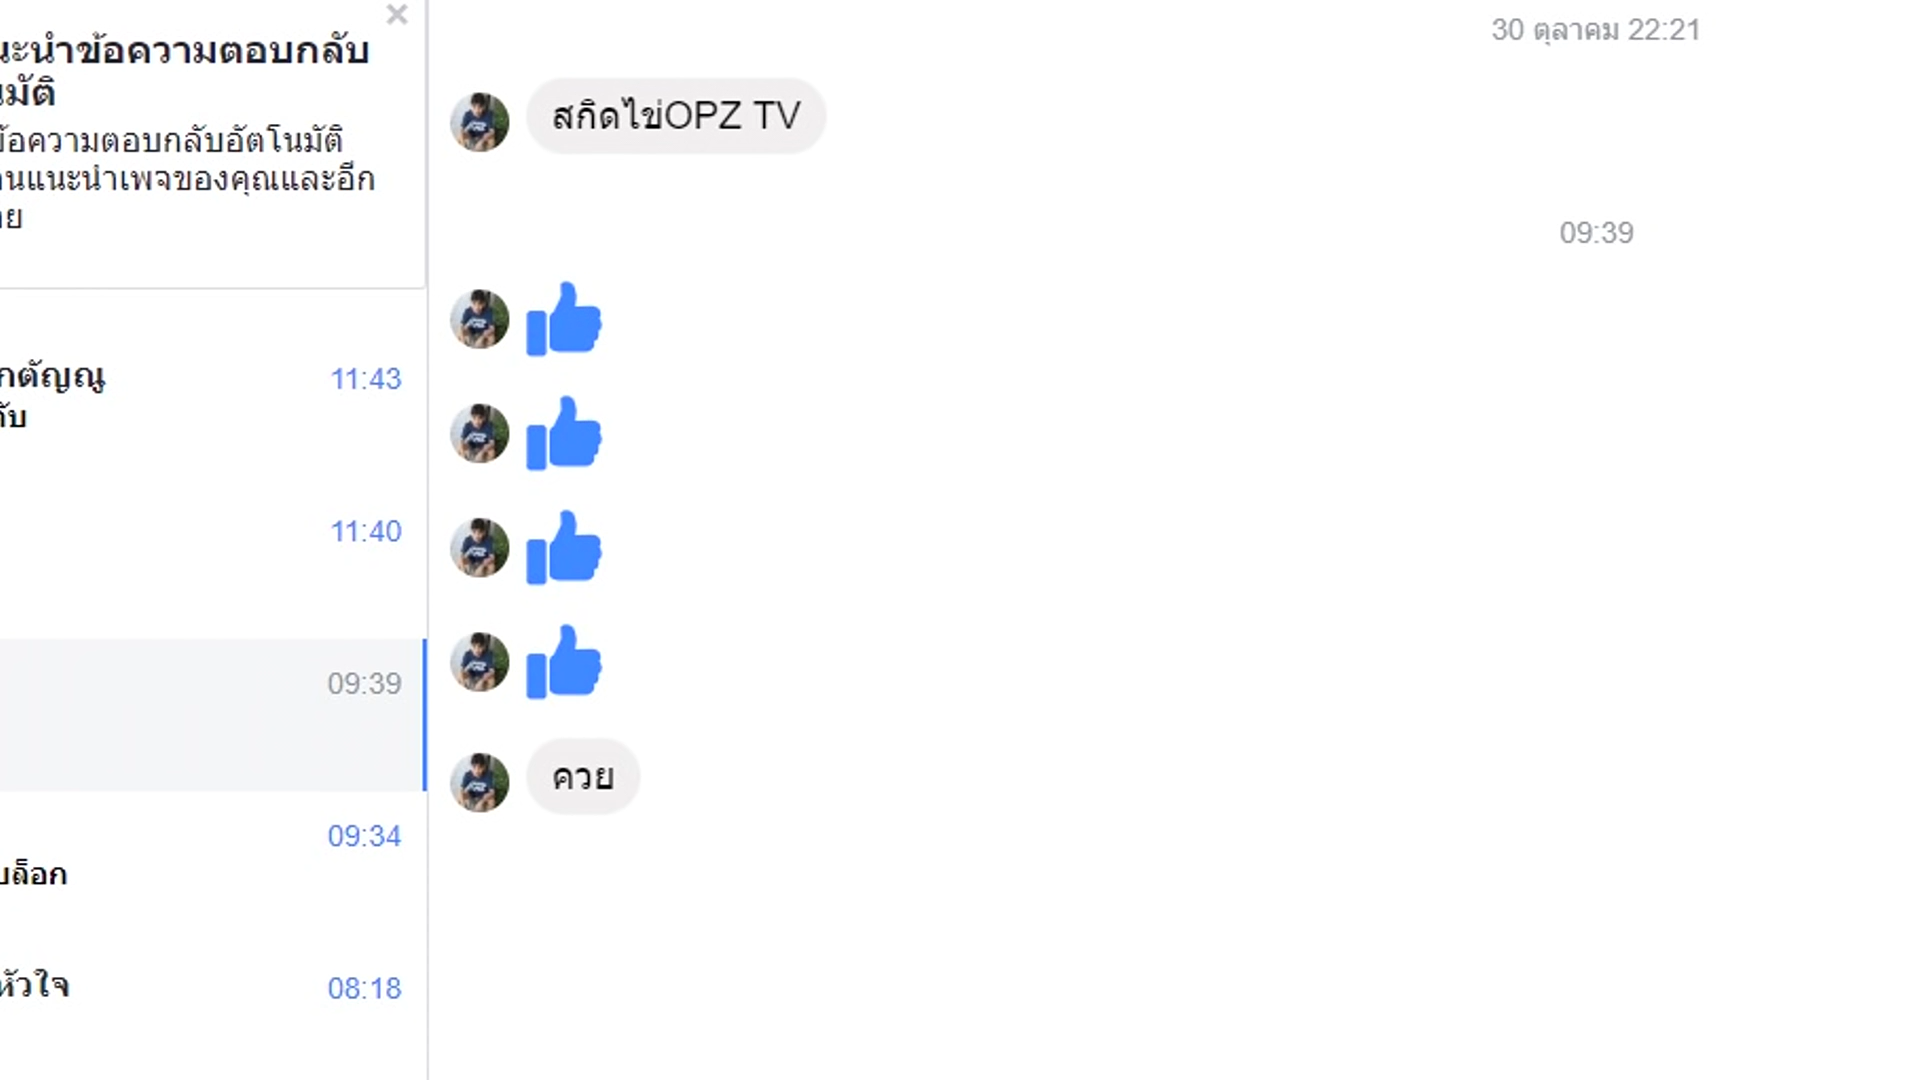 นะนำข้อความตอบกลับ
นมัติ
ข้อความตอบกลับอัตโนมัติ
คนแนะนำเพจของคุณและอีก
าย
กตัญญู
กับ
11:43
11:40
09:39
09:34
บล็อก
หัวใจ
08:18
30 ตุลาคม 22:21
สกิดไข่OPZ TV
09:39
ควย